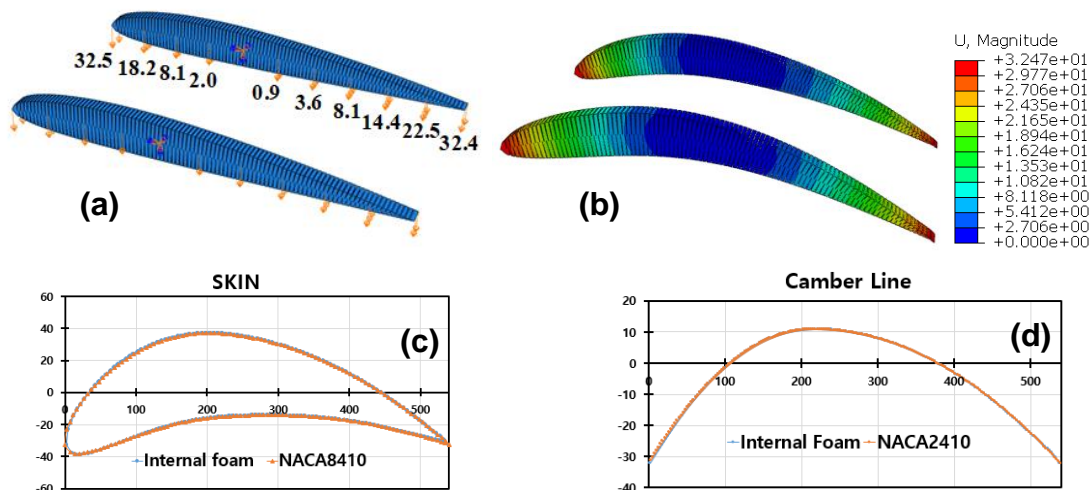 32.5
18.2
8.1
2.0
0.9
3.6
8.1
14.4
22.5
32.4
(a)
(b)
U, Magnitude
+3.247e+01
+2.977e+01
+2.706e+01
+2.435e+01
+2.165e+01
+1.894e+01
+1.624e+01
+1.353e+01
+1.082e+01
+8.118e+00
+5.412e+00
+2.706e+00
+0.000e+00
SKIN
60
40
20
0
-20
-40
-60
0 100 200 300 400 500
(c)
Internal foam NACA8410
Camber Line
20
10
0
-10
-20
-30
-40
0 100 200 300 400 500
(d)
Internal Foam NACA2410